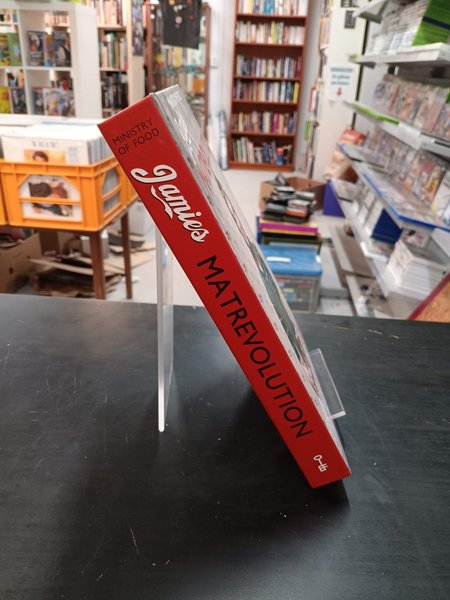 MINISTRY
OF FOOD
Jamies
MATREVOLUTION